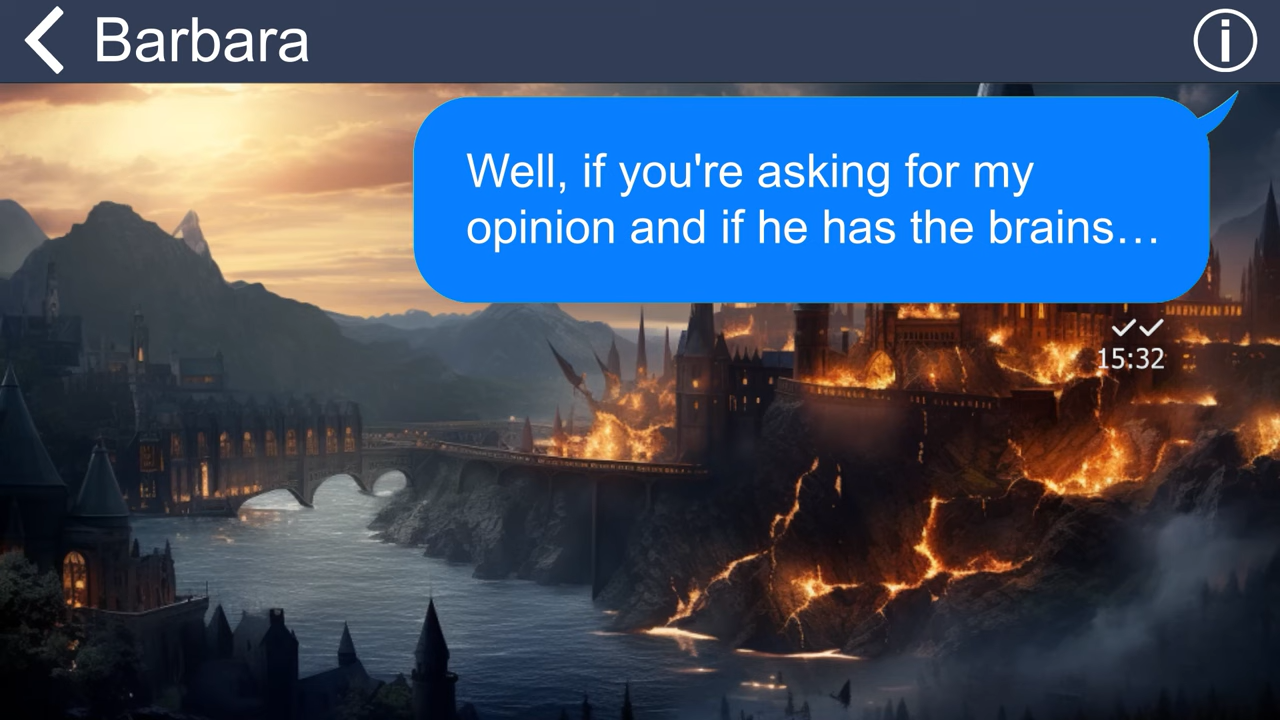 Barbara
Well, if you're asking for my
opinion and if he has the brains…
15:32